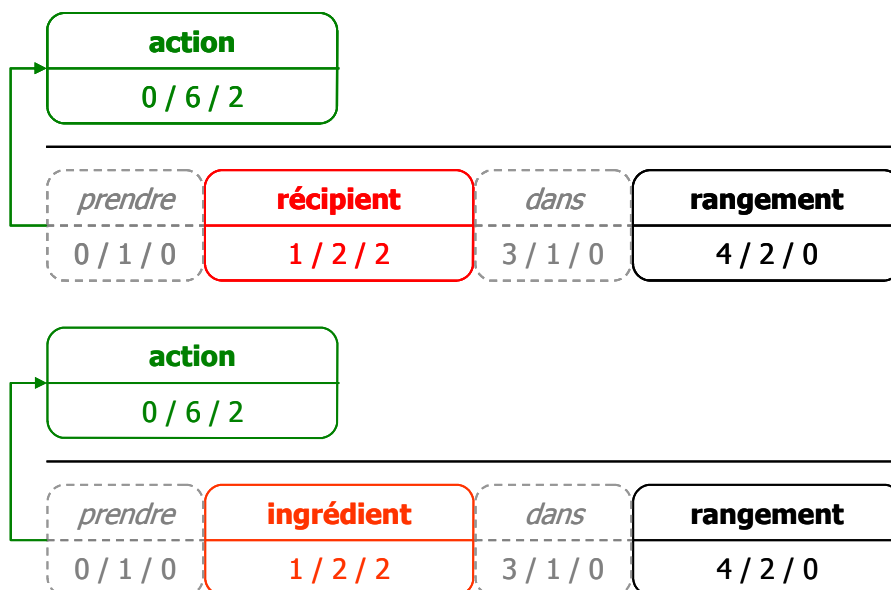 action
0 / 6 / 2
prendre récipient dans rangement
0 / 1 / 0 1 / 2 / 2 3 / 1 / 0 4 / 2 / 0
action
0 / 6 / 2
prendre ingrédient dans rangement
0 / 1 / 0 1 / 2 / 2 3 / 1 / 0 4 / 2 / 0